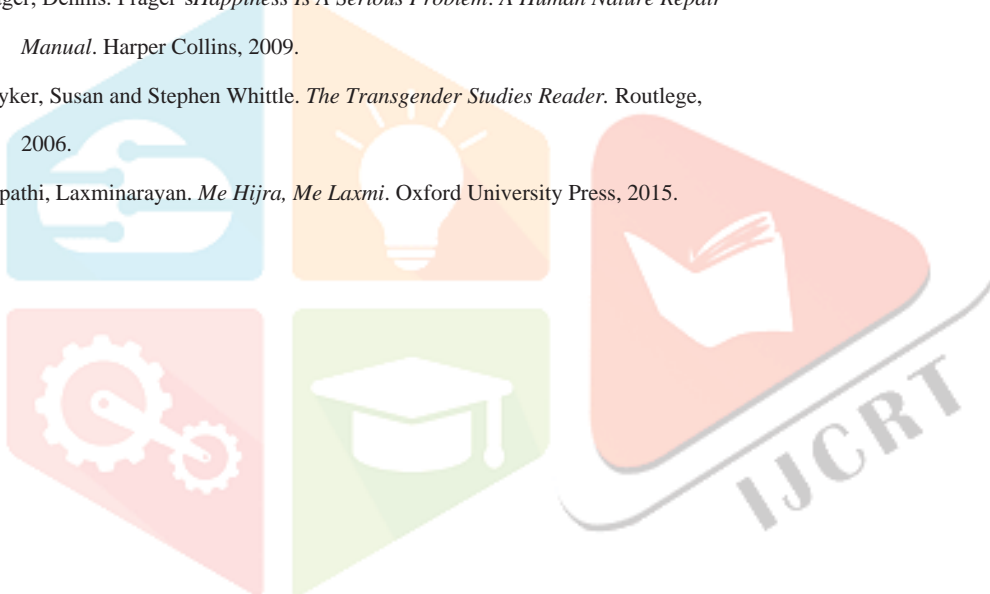 ager, Dennis. Prager'sHappiness Is A Serious Problem. A Human Nature Repair
Manual. Harper Collins, 2009.
yker, Susan and Stephen Whittle. The Transgender Studies Reader. Routlege,
2006.
pathi, Laxminarayan. Me Hijra, Me Laxmi. Oxford University Press, 2015.
IJCRT